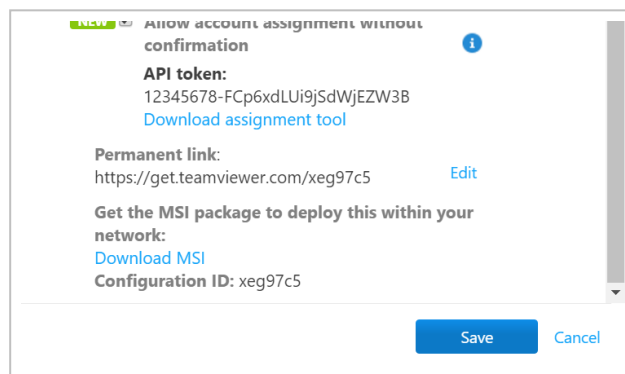 NEW Allow account assignment without
confirmation
API token:
12345678-FCp6xdLUi9jSdWjEZW3B
Download assignment tool
Permanent link:
https://get.teamviewer.com/xeg97c5 Edit
Get the MSI package to deploy this within your
network:
Download MSI
Configuration ID: xeg97c5
Save Cancel